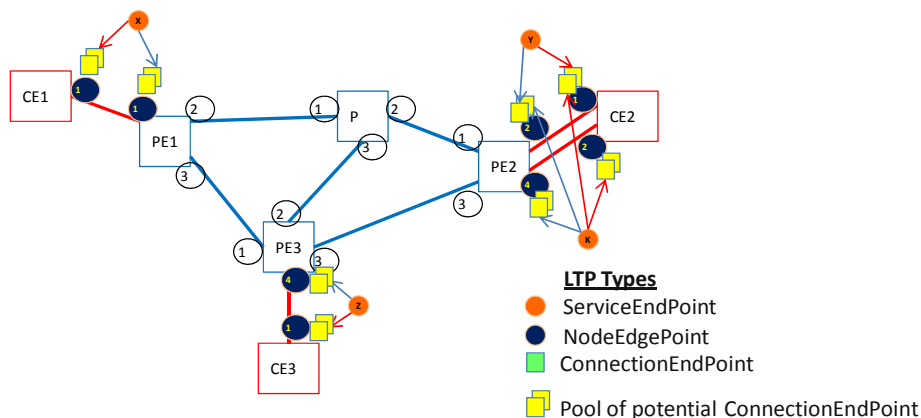 X
CE1
1
1
2
PE1
3
1
P
2
3
Y
1
CE2
2
2
1
PE2
4
3
K
2
1
PE3
3
4
Z
1
CE3
LTP Types
ServiceEndPoint
NodeEdgePoint
ConnectionEndPoint
Pool of potential ConnectionEndPoint